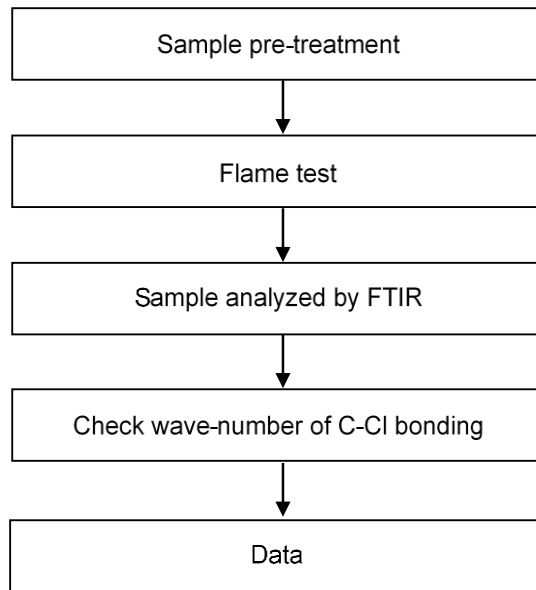 Sample pre-treatment
Flame test
Sample analyzed by FTIR
Check wave-number of C-Cl bonding
Data